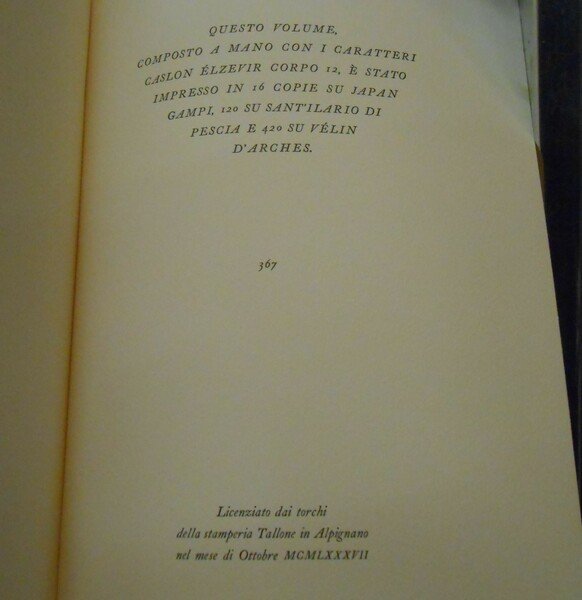 QUESTO VOLUME,
COMPOSTO A MANO CON I CARATTERI
CASLON ÉLZEVIR CORPO 12, È STATO
IMPRESSO IN 16 COPIE SU JAPAN
GAMPI, 120 SU SANT'ILARIO DI
PESCIA E 420 SU VÉLIN
D'ARCHES.
367
Licenziato dai torchi
della stamperia Tallone in Alpignano
nel mese di Ottobre MCMLXXXVII